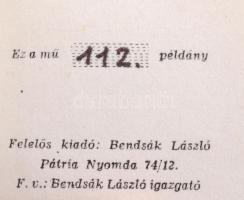 Ez a mű 112. példány
Felelős kiadó: Bendsák László
Pátria Nyomda 74/12.
F. v.: Bendsák László igazgató